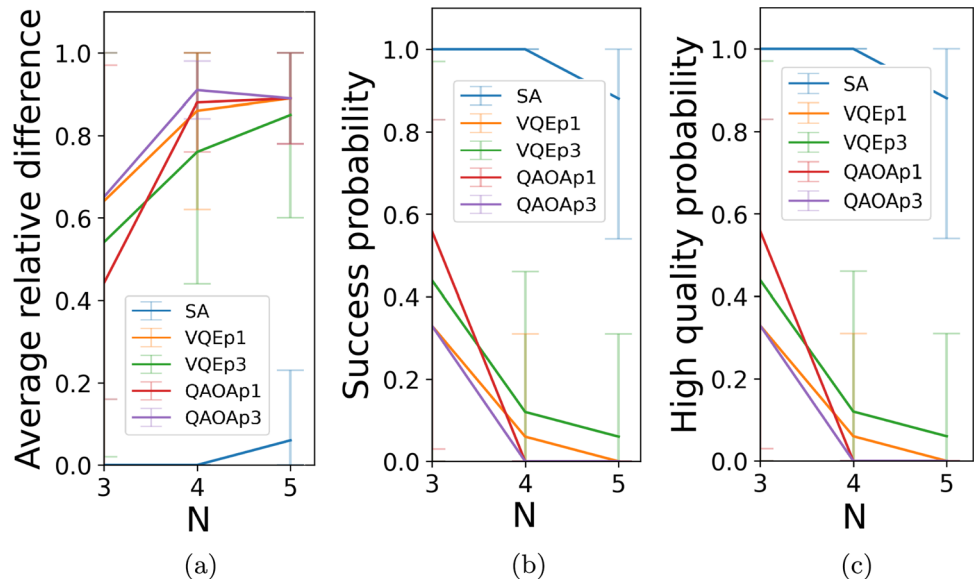 Average relative difference
1.0
0.8
0.6
0.4
0.2
0.0
SA
VQEp1
VQEp3
QAOAp1
QAOAp3
3 4 5
N
(a)
Success probability
1.0
0.8
0.6
0.4
0.2
0.0
SA
VQEp1
VQEp3
QAOAp1
QAOAp3
3 4 5
N
(b)
High quality probability
1.0
0.8
0.6
0.4
0.2
0.0
SA
VQEp1
VQEp3
QAOAp1
QAOAp3
3 4 5
N
(c)